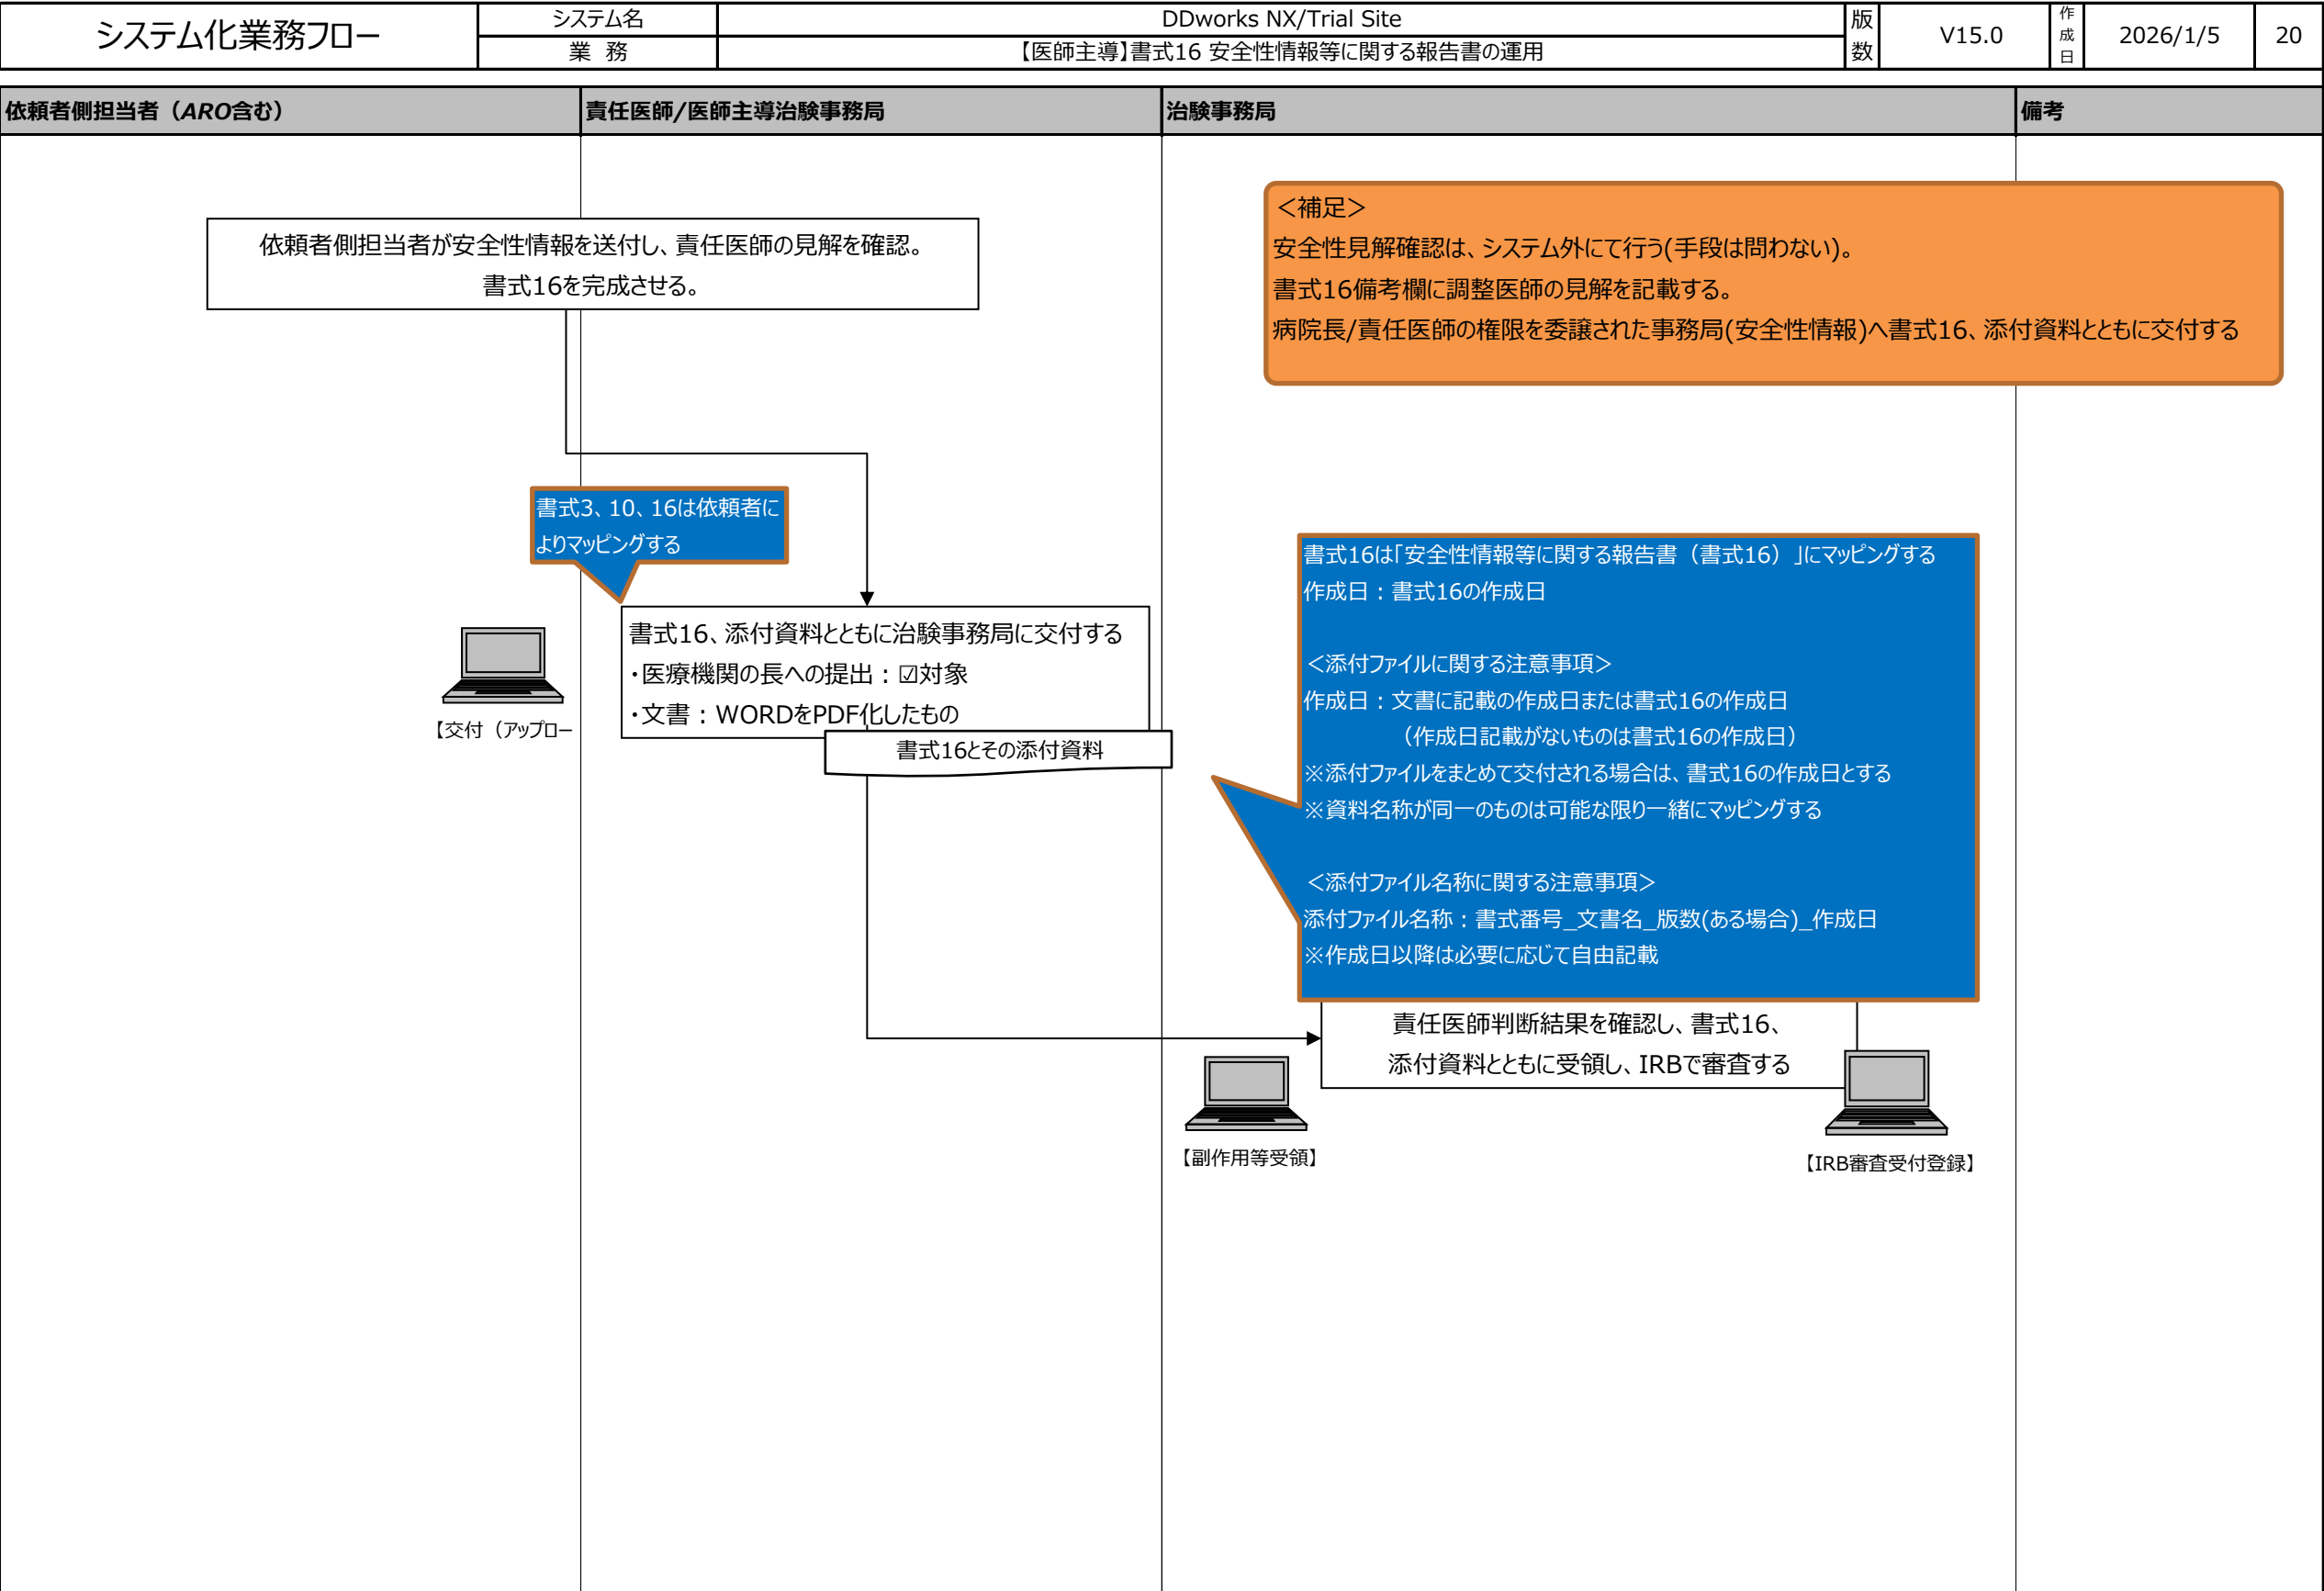 システム化業務フロー
システム名
DDworks NX/Trial Site
業 務
【医師主導】書式16 安全性情報等に関する報告書の運用
版数
V15.0
作成日
2026/1/5
20
依頼者側担当者（ARO含む）
責任医師/医師主導治験事務局
治験事務局
備考
＜補足＞
安全性見解確認は、システム外にて行う(手段は問わない)。
書式16備考欄に調整医師の見解を記載する。
病院長/責任医師の権限を委譲された事務局(安全性情報)へ書式16、添付資料とともに交付する
依頼者側担当者が安全性情報を送付し、責任医師の見解を確認。
書式16を完成させる。
書式3、10、16は依頼者に
よりマッピングする
書式16、添付資料とともに治験事務局に交付する
・医療機関の長への提出：☑対象
・文書：WORDをPDF化したもの
書式16とその添付資料
【交付（アップロー
書式16は「安全性情報等に関する報告書（書式16）」にマッピングする
作成日：書式16の作成日
＜添付ファイルに関する注意事項＞
作成日：文書に記載の作成日または書式16の作成日
（作成日記載がないものは書式16の作成日）
※添付ファイルをまとめて交付される場合は、書式16の作成日とする
※資料名称が同一のものは可能な限り一緒にマッピングする
＜添付ファイル名称に関する注意事項＞
添付ファイル名称：書式番号_文書名_版数(ある場合)_作成日
※作成日以降は必要に応じて自由記載
責任医師判断結果を確認し、書式16、
添付資料とともに受領し、IRBで審査する
【副作用等受領】
【IRB審査受付登録】